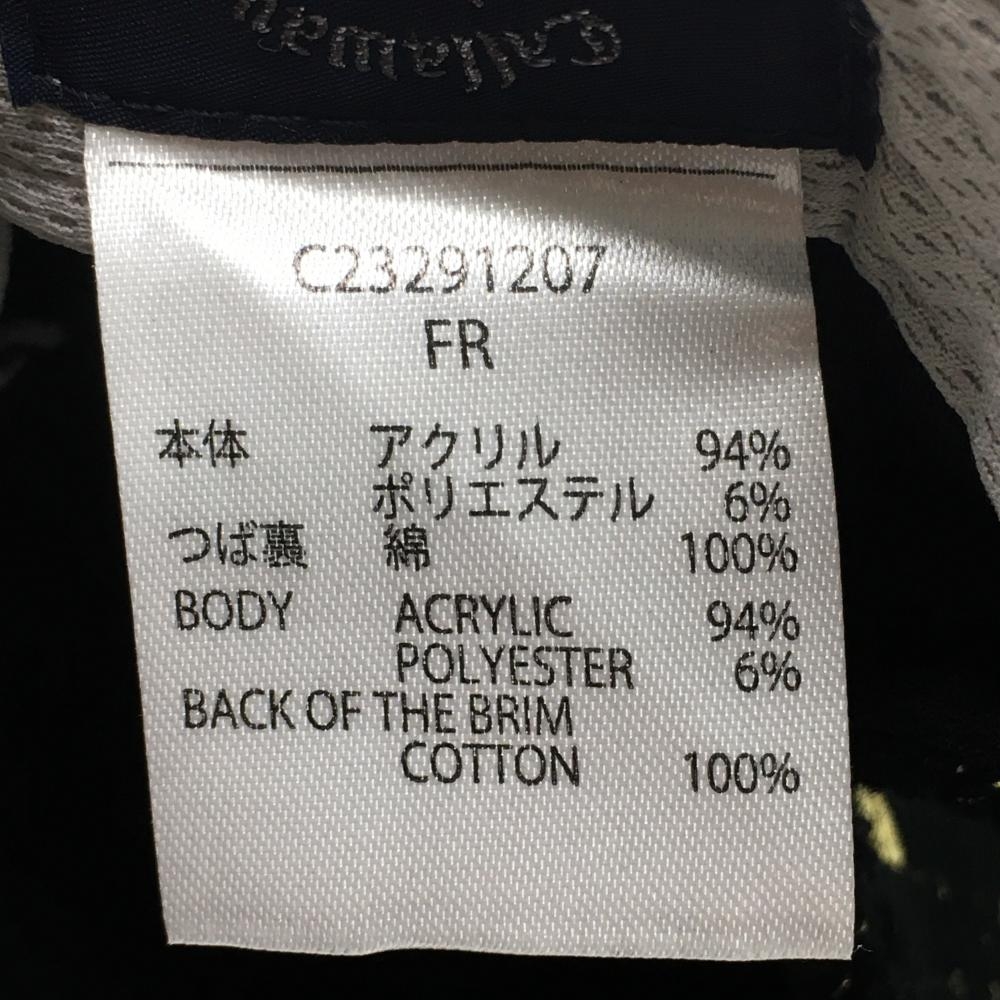 Callaway
C23291207
FR
本体 アクリル 94%
ポリエステル 6%
つば裏 綿 100%
BODY ACRYLIC 94%
POLYESTER 6%
BACK OF THE BRIM
COTTON 100%